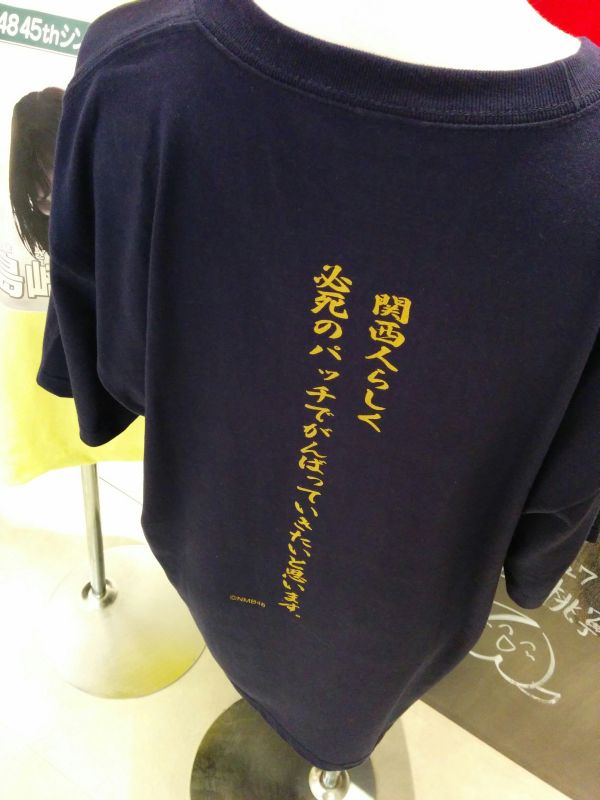 48 45thシン
関西人らしく
必死のパッチでがんばっていきたいと思います。
©NMB48